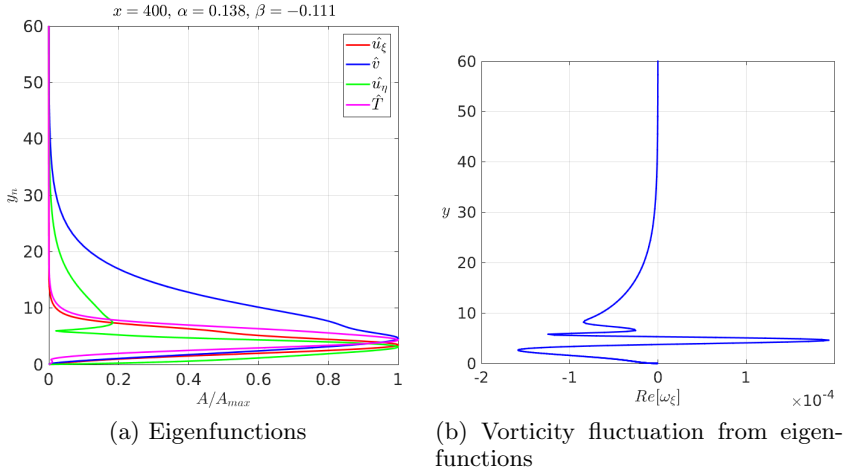 x = 400, α = 0.138, β = −0.111
60
50
40
30
20
10
0
y_n
0
0.2
0.4
0.6
0.8
1
A/A_max
û_ξ
v̂
û_η
T̂
(a) Eigenfunctions
60
50
40
30
20
10
0
y
-2
-1
0
1
×10^-4
Re[ω_ξ]
(b) Vorticity fluctuation from eigen-
functions